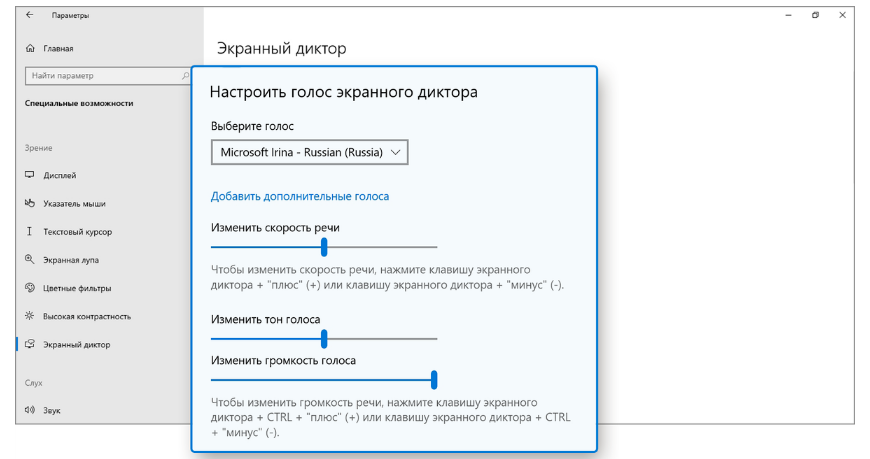 Параметры
Главная
Найти параметр
Специальные возможности
Зрение
Дисплей
Указатель мыши
Текстовый курсор
Экранная лупа
Цветные фильтры
Высокая контрастность
Экранный диктор
Слух
Звук
Экранный диктор
Настроить голос экранного диктора
Выберите голос
Microsoft Irina - Russian (Russia)
Добавить дополнительные голоса
Изменить скорость речи
Чтобы изменить скорость речи, нажмите клавишу экранного
диктора + "плюс" (+) или клавишу экранного диктора + "минус" (-).
Изменить тон голоса
Изменить громкость голоса
Чтобы изменить громкость речи, нажмите клавишу экранного
диктора + CTRL + "плюс" (+) или клавишу экранного диктора + CTRL
+ "минус" (-).